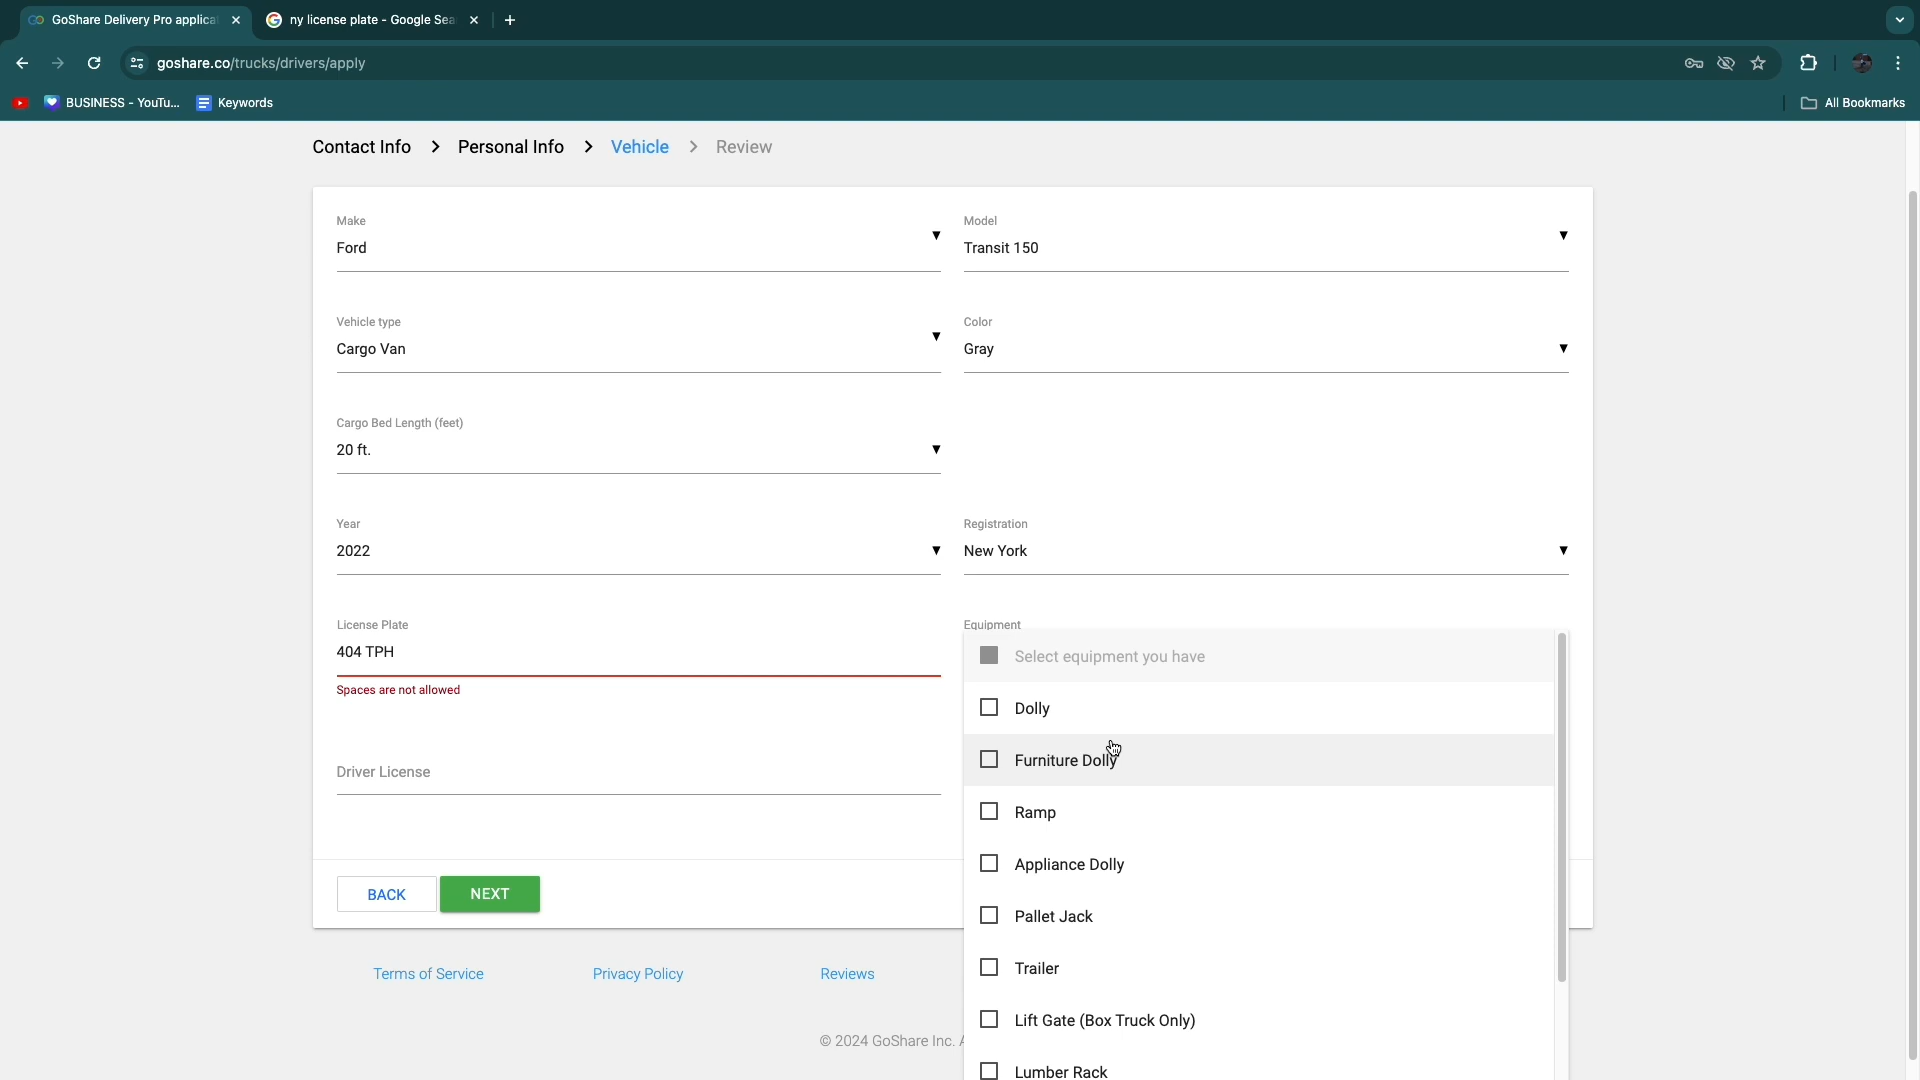 GoShare Delivery Pro applica
ny license plate - Google Sea
goshare.co/trucks/drivers/apply
BUSINESS - YouTu...
Keywords
All Bookmarks
Contact Info > Personal Info > Vehicle > Review
Make
Ford
Model
Transit 150
Vehicle type
Cargo Van
Color
Gray
Cargo Bed Length (feet)
20 ft.
Year
2022
Registration
New York
License Plate
404 TPH
Spaces are not allowed
Equipment
Select equipment you have
Dolly
Furniture Dolly
Ramp
Appliance Dolly
Pallet Jack
Trailer
Lift Gate (Box Truck Only)
Lumber Rack
Driver License
BACK
NEXT
Terms of Service
Privacy Policy
Reviews
© 2024 GoShare Inc.